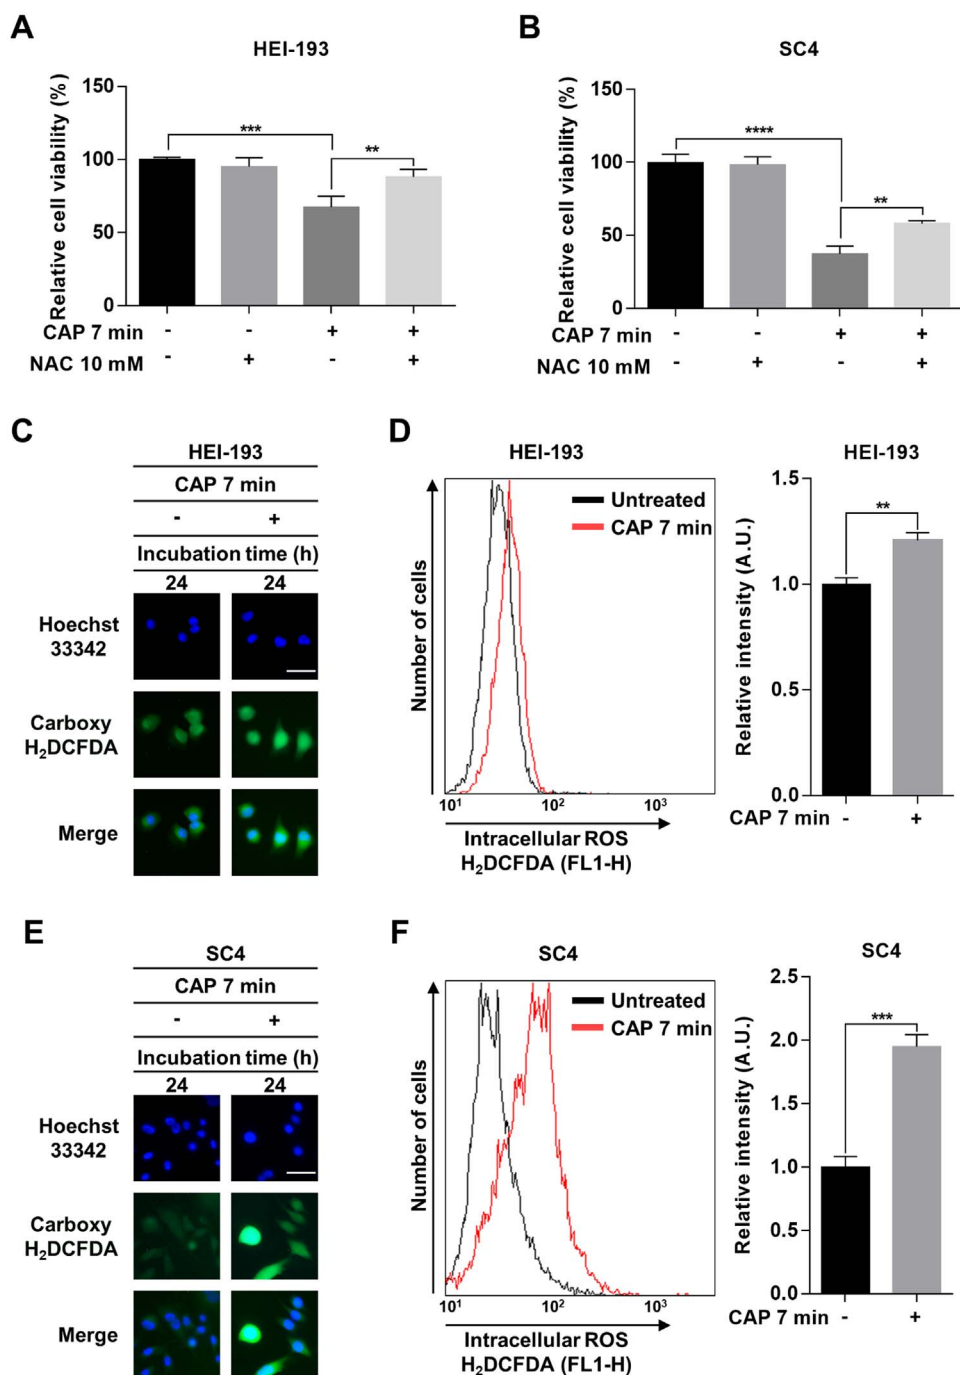 A
HEI-193
Relative cell viability (%)
150
100
50
0
***
**
CAP 7 min - - + +
NAC 10 mM - + - +
B
SC4
Relative cell viability (%)
150
100
50
0
****
**
CAP 7 min - - + +
NAC 10 mM - + - +
C
HEI-193
CAP 7 min
- +
Incubation time (h)
24 24
Hoechst
33342
Carboxy
H₂DCFDA
Merge
D
HEI-193
Number of cells
Untreated
CAP 7 min
10¹ 10² 10³
Intracellular ROS
H₂DCFDA (FL1-H)
HEI-193
Relative intensity (A.U.)
1.5
1.0
0.5
0.0
**
CAP 7 min - +
E
SC4
CAP 7 min
- +
Incubation time (h)
24 24
Hoechst
33342
Carboxy
H₂DCFDA
Merge
F
SC4
Number of cells
Untreated
CAP 7 min
10¹ 10² 10³
Intracellular ROS
H₂DCFDA (FL1-H)
SC4
Relative intensity (A.U.)
2.5
2.0
1.5
1.0
0.5
0.0
***
CAP 7 min - +